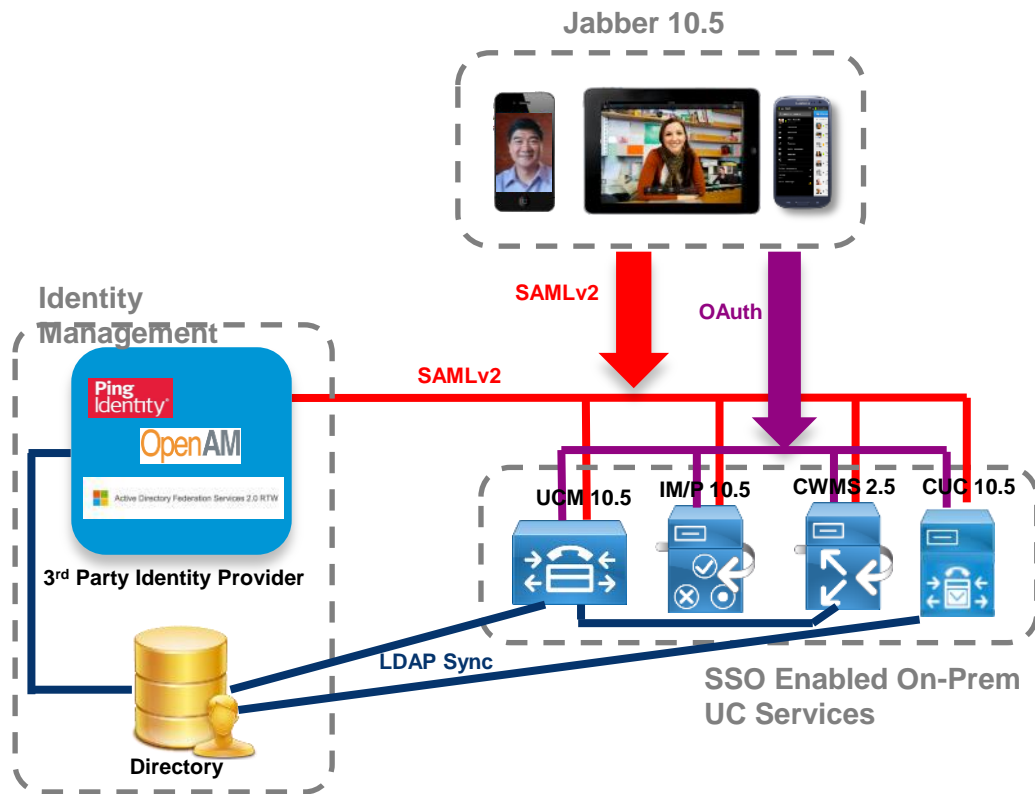 Jabber 10.5
SAMLv2
OAuth
Identity
Management
SAMLv2
Ping
Identity®
OpenAM
Active Directory Federation Services 2.0 RTW
3rd Party Identity Provider
UCM 10.5
IM/P 10.5
CWMS 2.5
CUC 10.5
LDAP Sync
SSO Enabled On-Prem
UC Services
Directory